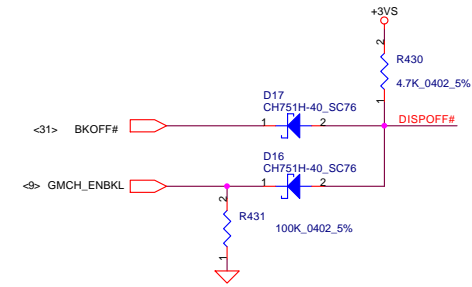 +3VS
2
R430
4.7K_0402_5%
1
D17
CH751H-40_SC76
<31> BKOFF#
1 2
DISPOFF#
D16
CH751H-40_SC76
<9> GMCH_ENBKL
1 2
2
R431
100K_0402_5%
1